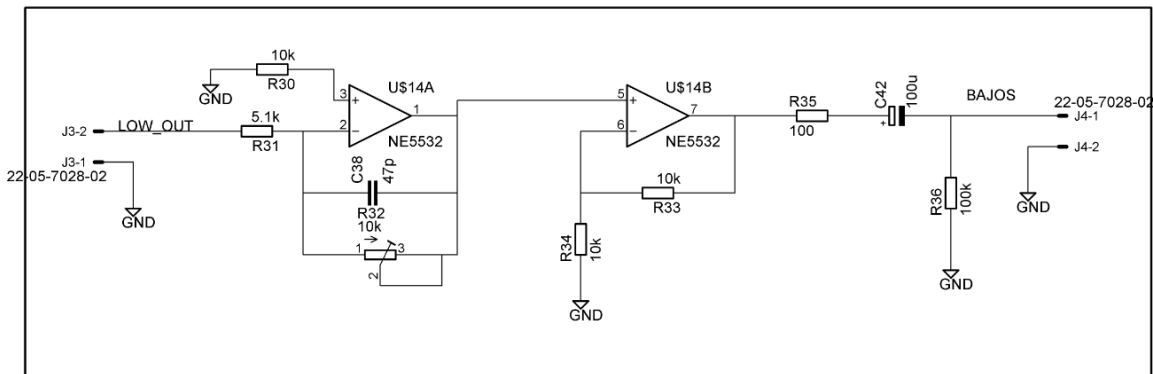 10k
R30
GND
3
+
2
−
1
U$14A
NE5532
LOW_OUT
J3-2
J3-1
22-05-7028-02
GND
5.1k
R31
C38
47p
R32
10k
1
3
2
5
+
6
−
7
U$14B
NE5532
10k
R33
R34
10k
GND
R35
100
C42
100u
+
BAJOS
22-05-7028-02
J4-1
J4-2
GND
R36
100k
GND